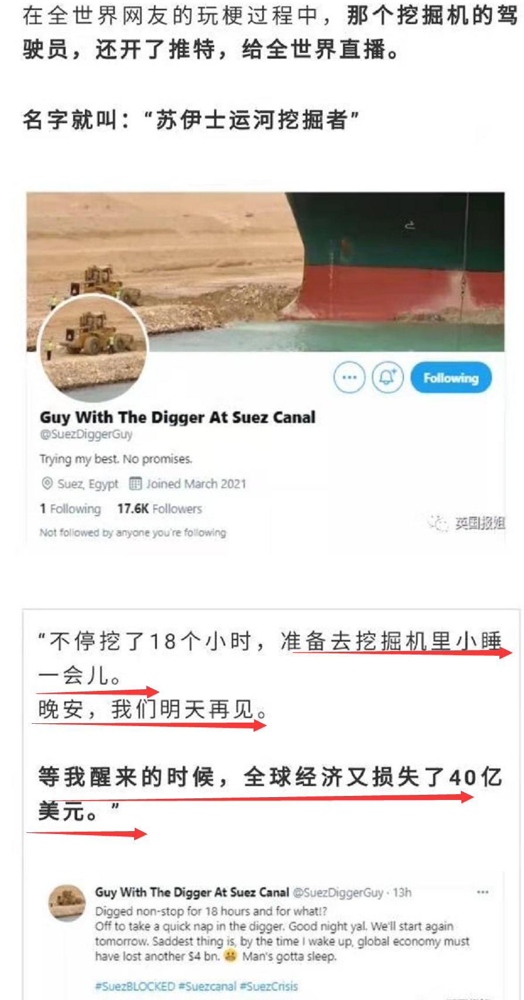 在全世界网友的玩梗过程中，那个挖掘机的驾
驶员，还开了推特，给全世界直播。
名字就叫：“苏伊士运河挖掘者”
Following
Guy With The Digger At Suez Canal
@SuezDiggerGuy
Trying my best. No promises.
Suez, Egypt Joined March 2021
1 Following 17.6K Followers
英国报姐
Not followed by anyone you're following
“不停挖了18个小时，准备去挖掘机里小睡
一会儿。
晚安，我们明天再见。
等我醒来的时候，全球经济又损失了40亿
美元。”
Guy With The Digger At Suez Canal @SuezDiggerGuy · 13h
Digged non-stop for 18 hours and for what!?
Off to take a quick nap in the digger. Good night yal. We'll start again
tomorrow. Saddest thing is, by the time I wake up, global economy must
have lost another $4 bn. 😬 Man's gotta sleep.
#SuezBLOCKED #Suezcanal #SuezCrisis